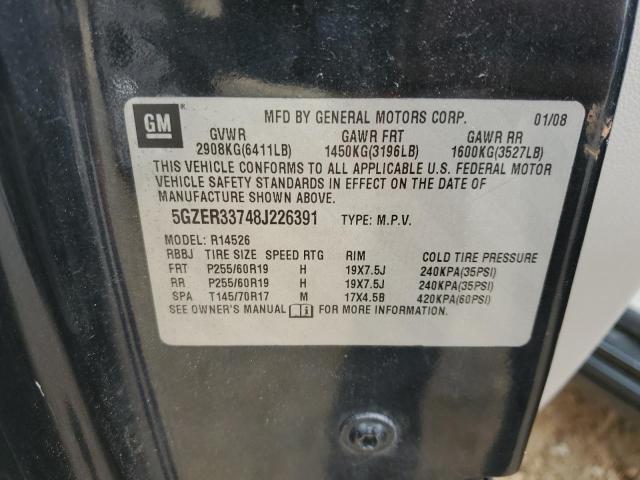 GM
MFD BY GENERAL MOTORS CORP. 01/08
GVWR GAWR FRT GAWR RR
2908KG(6411LB) 1450KG(3196LB) 1600KG(3527LB)
THIS VEHICLE CONFORMS TO ALL APPLICABLE U.S. FEDERAL MOTOR
VEHICLE SAFETY STANDARDS IN EFFECT ON THE DATE OF
MANUFACTURE SHOWN ABOVE.
5GZER33748J226391 TYPE: M.P.V.
MODEL: R14526
RBBJ TIRE SIZE SPEED RTG RIM COLD TIRE PRESSURE
FRT P255/60R19 H 19X7.5J 240KPA(35PSI)
RR P255/60R19 H 19X7.5J 240KPA(35PSI)
SPA T145/70R17 M 17X4.5B 420KPA(60PSI)
SEE OWNER'S MANUAL FOR MORE INFORMATION.